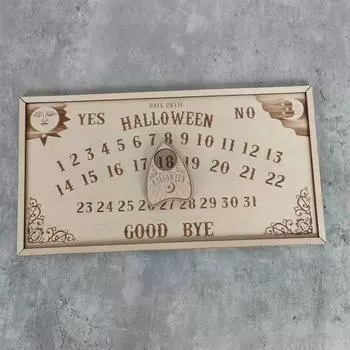 DAYS UNTIL
YES HALLOWEEN NO
1 2 3 4 5 6 7 8 9 10 11 12 13
14 15 16 17 18 19 20 21 22
HALLOWEEN
23 24 25 26 27 28 29 30 31
GOOD BYE